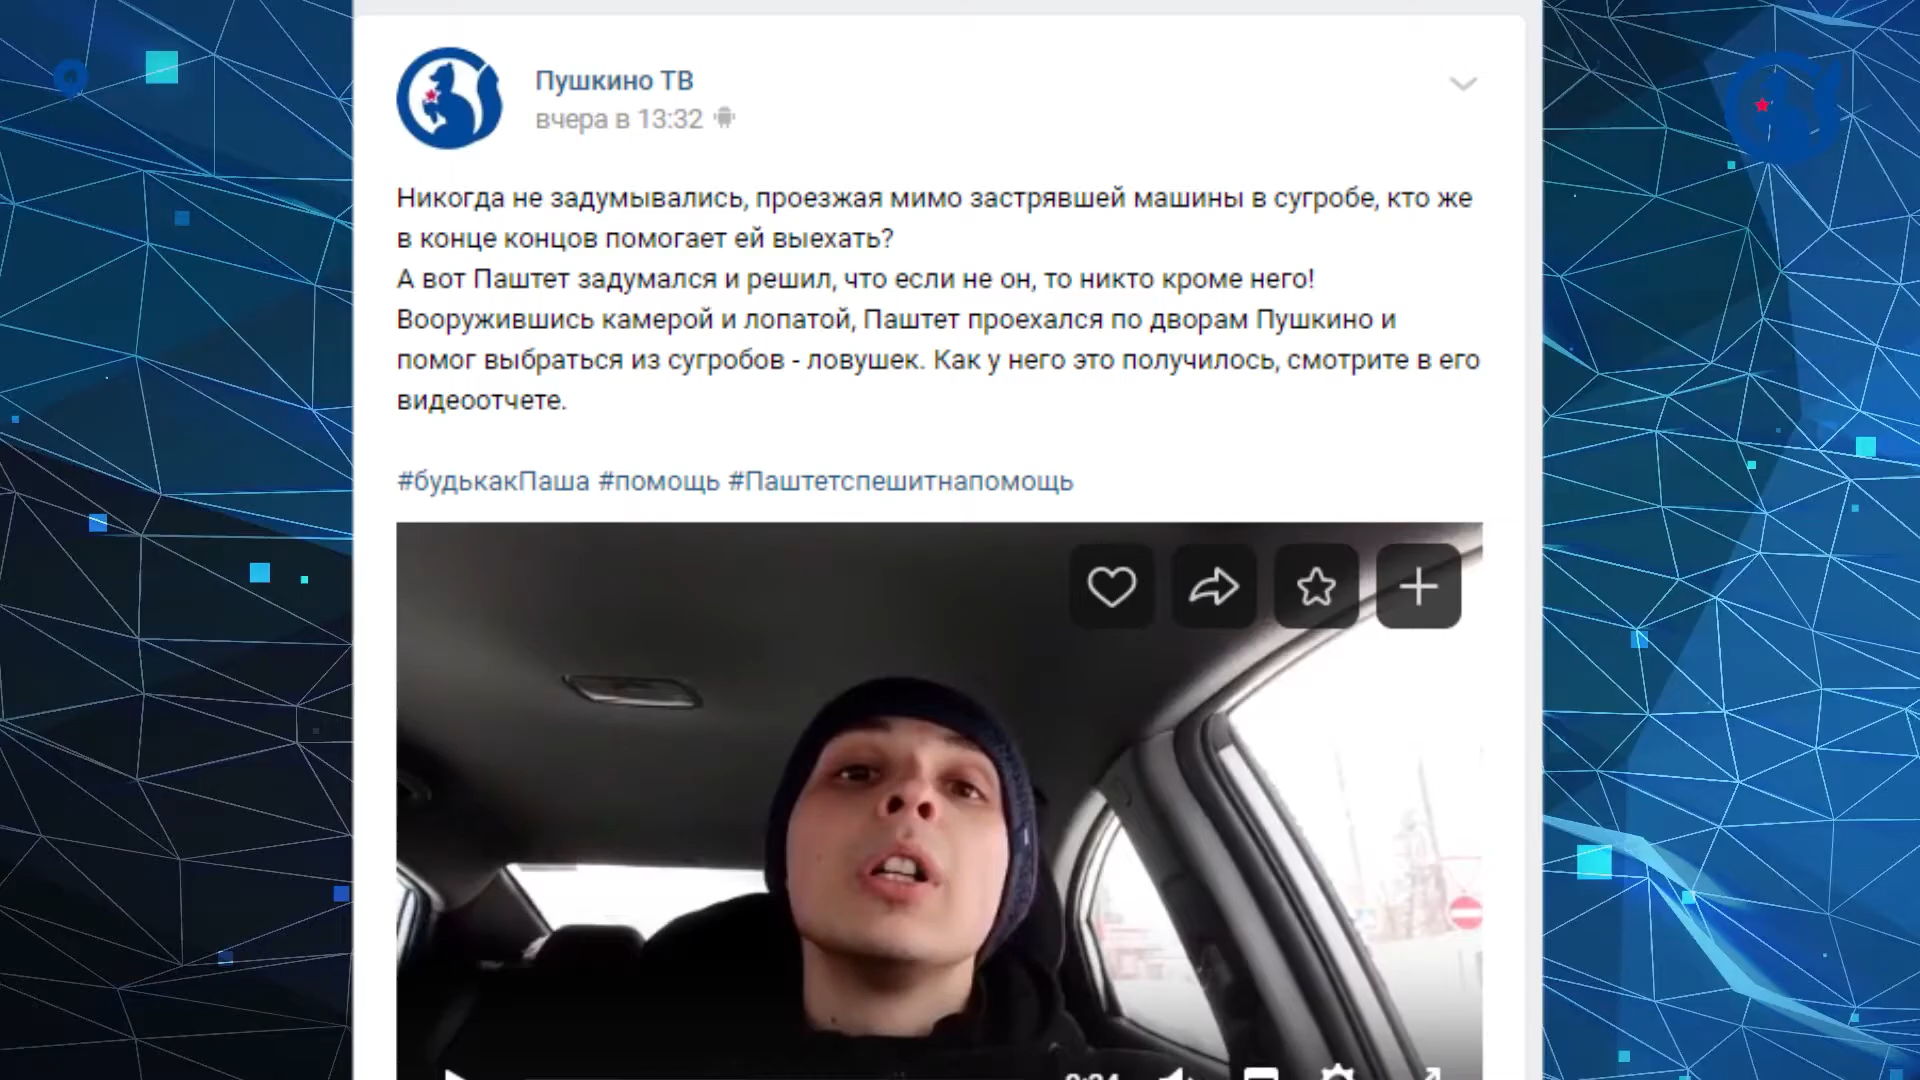 Пушкино ТВ
вчера в 13:32
Никогда не задумывались, проезжая мимо застрявшей машины в сугробе, кто же
в конце концов помогает ей выехать?
А вот Паштет задумался и решил, что если не он, то никто кроме него!
Вооружившись камерой и лопатой, Паштет проехался по дворам Пушкино и
помог выбраться из сугробов - ловушек. Как у него это получилось, смотрите в его
видеоотчете.
#будькакПаша #помощь #Паштетспешитнапомощь